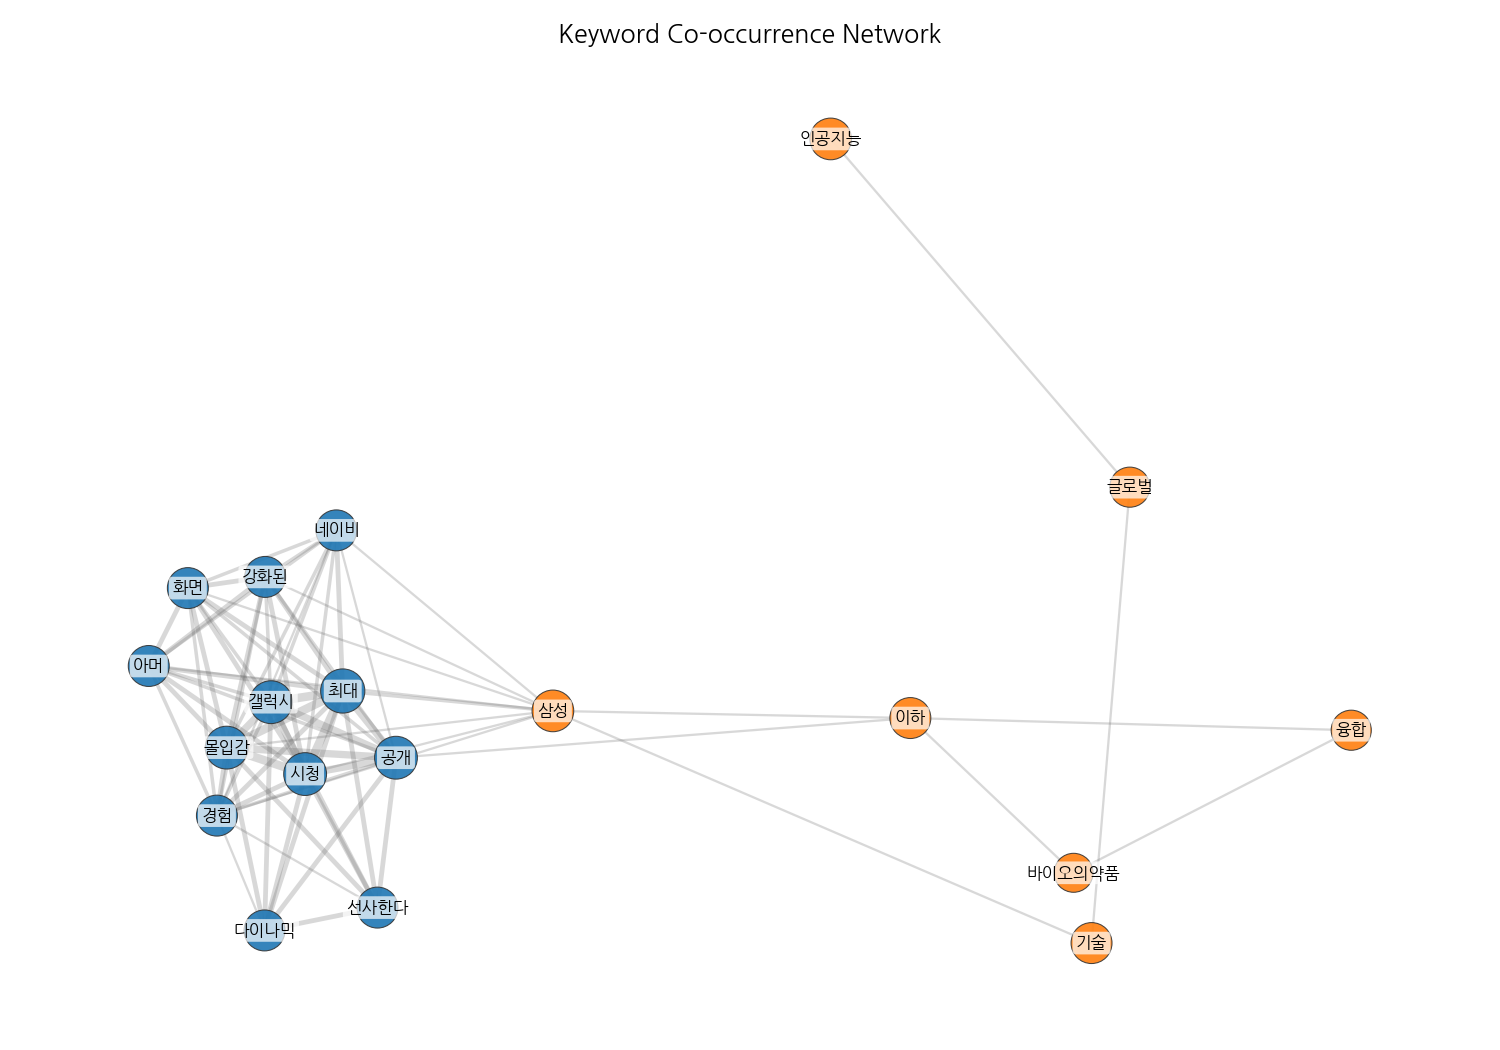 Keyword Co-occurrence Network
인공지능
글로벌
네이비
강화된
화면
아머
최대
갤럭시
삼성
이하
융합
몰입감
공개
시청
경험
바이오의약품
선사한다
다이나믹
기술